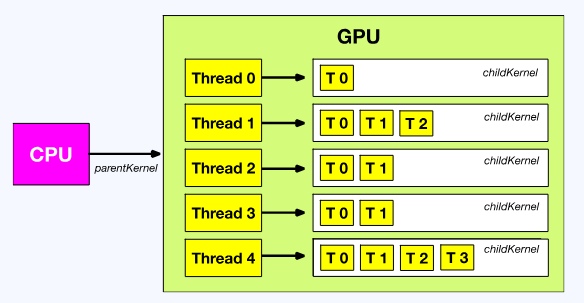 GPU
CPU
parentKernel
Thread 0
T 0
childKernel
Thread 1
T 0 T 1 T 2
childKernel
Thread 2
T 0 T 1
childKernel
Thread 3
T 0 T 1
childKernel
Thread 4
T 0 T 1 T 2 T 3
childKernel